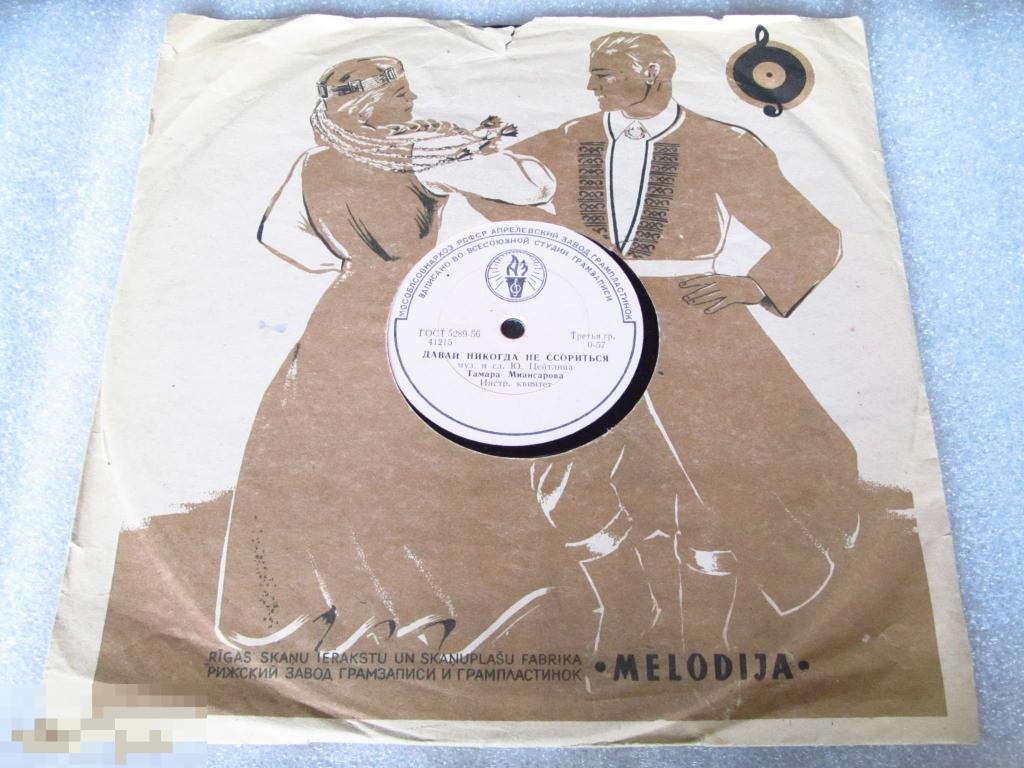 МОСОБЛСОВНАРХОЗ РСФСР АПРЕЛЕВСКИЙ ЗАВОД ГРАМПЛАСТИНОК
ЗАПИСАНО ВО ВСЕСОЮЗНОЙ СТУДИИ ГРАМЗАПИСИ
АЗ
ГОСТ 5289-56
41215
Третья гр.
0-57
ДАВАЙ НИКОГДА НЕ ССОРИТЬСЯ
муз. и сл. Ю. Цейтлина
Тамара Миансарова
Инстр. квинтет
RĪGAS SKAŅU IERAKSTU UN SKAŅUPLAŠU FABRIKA
РИЖСКИЙ ЗАВОД ГРАМЗАПИСИ И ГРАМПЛАСТИНОК
•MELODIJA•